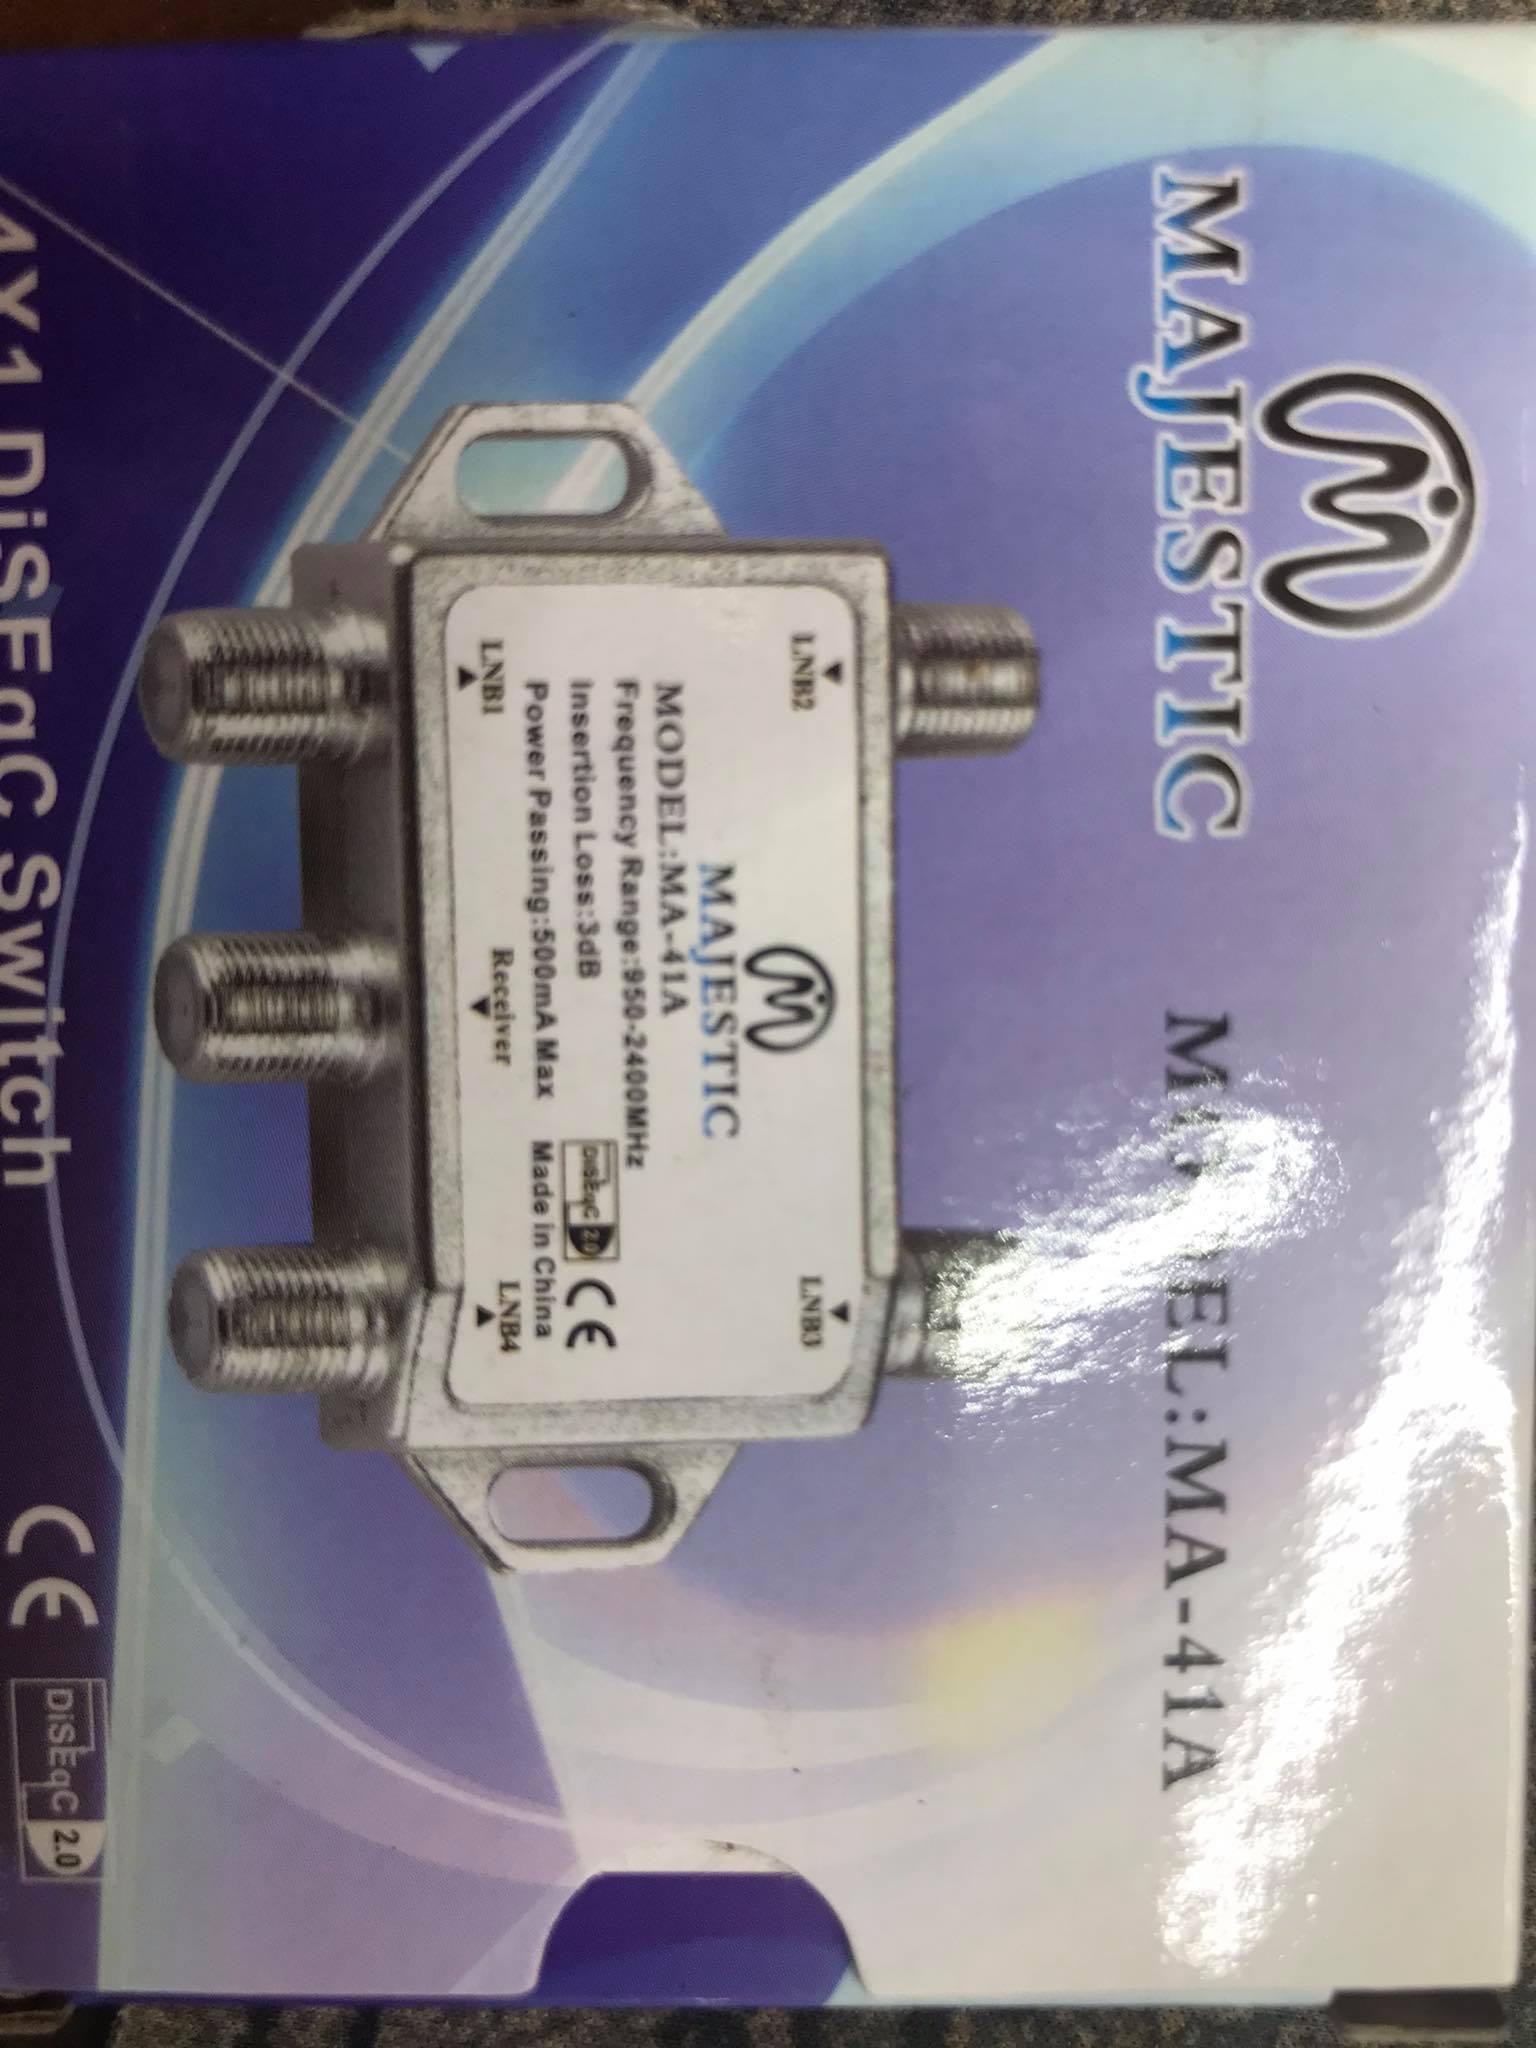 MAJESTIC MODEL:MA-41A
LNB2
LNB3
MAJESTIC
MODEL:MA-41A
Frequency Range:950-2400MHz
Insertion Loss:3dB
DiSEqC 2.0 CE
Power Passing:500mA Max Made in China
LNB1
Receiver
LNB4
4X1 DiSEqC Switch
CE
DiSEqC 2.0